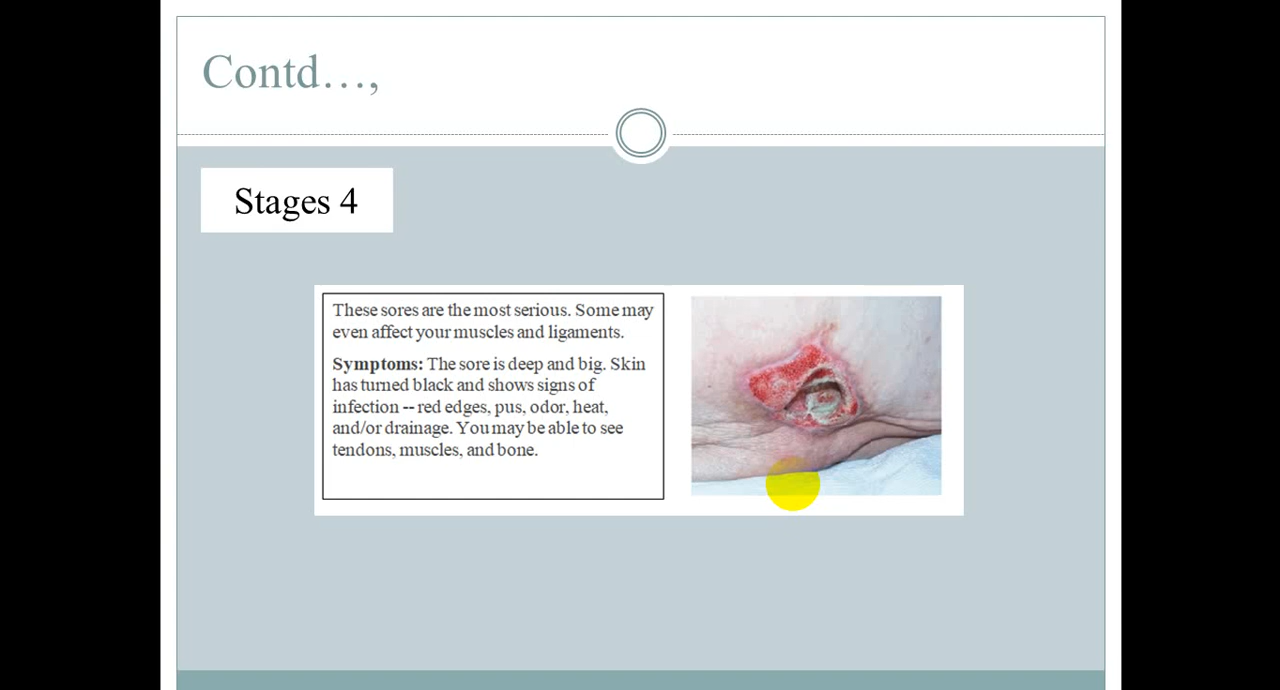 Contd…,
Stages 4
These sores are the most serious. Some may
even affect your muscles and ligaments.
Symptoms: The sore is deep and big. Skin
has turned black and shows signs of
infection -- red edges, pus, odor, heat,
and/or drainage. You may be able to see
tendons, muscles, and bone.